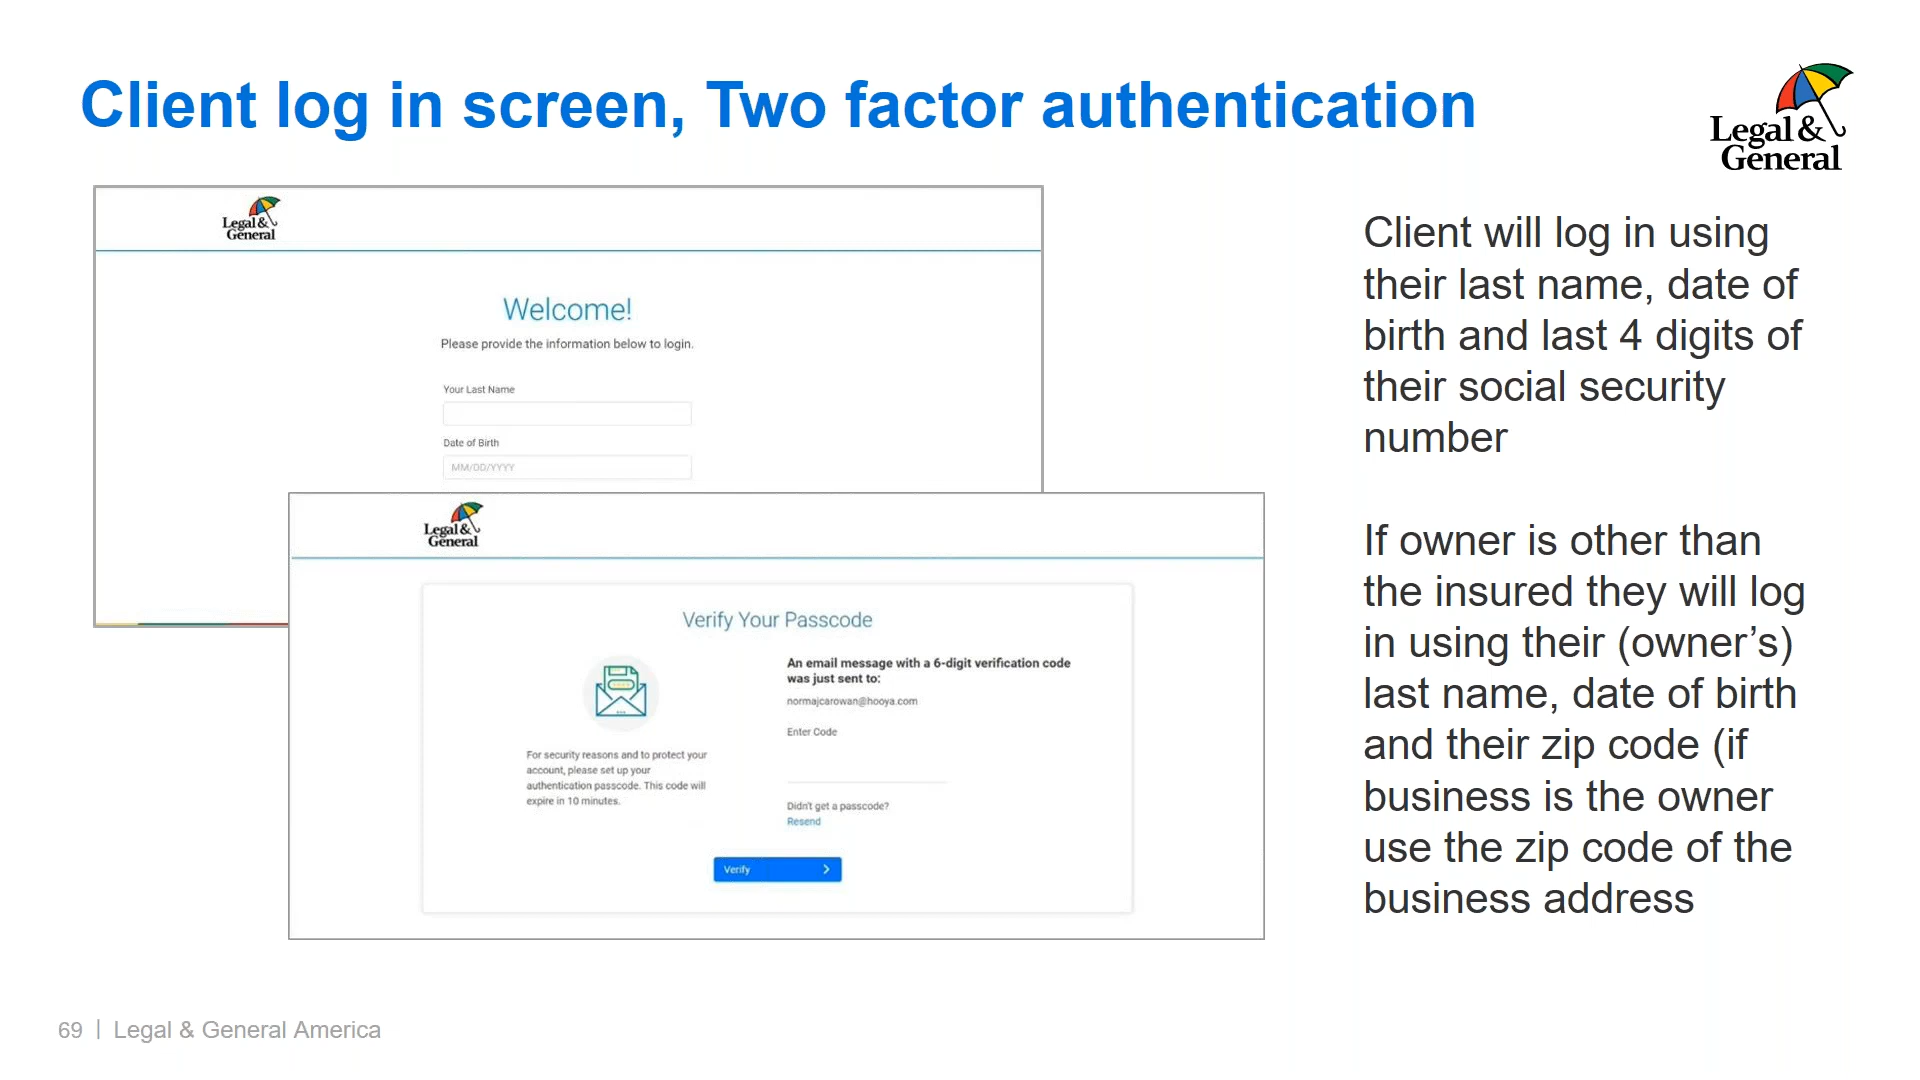 Client log in screen, Two factor authentication
Legal &
General
Legal &
General
Welcome!
Please provide the information below to login.
Your Last Name
Date of Birth
MM/DD/YYYY
Legal &
General
Verify Your Passcode
For security reasons and to protect your
account, please set up your
authentication passcode. This code will
expire in 10 minutes.
An email message with a 6-digit verification code
was just sent to:
normajcarowan@hooya.com
Enter Code
Didn't get a passcode?
Resend
Verify
Client will log in using
their last name, date of
birth and last 4 digits of
their social security
number
If owner is other than
the insured they will log
in using their (owner’s)
last name, date of birth
and their zip code (if
business is the owner
use the zip code of the
business address
69 | Legal & General America